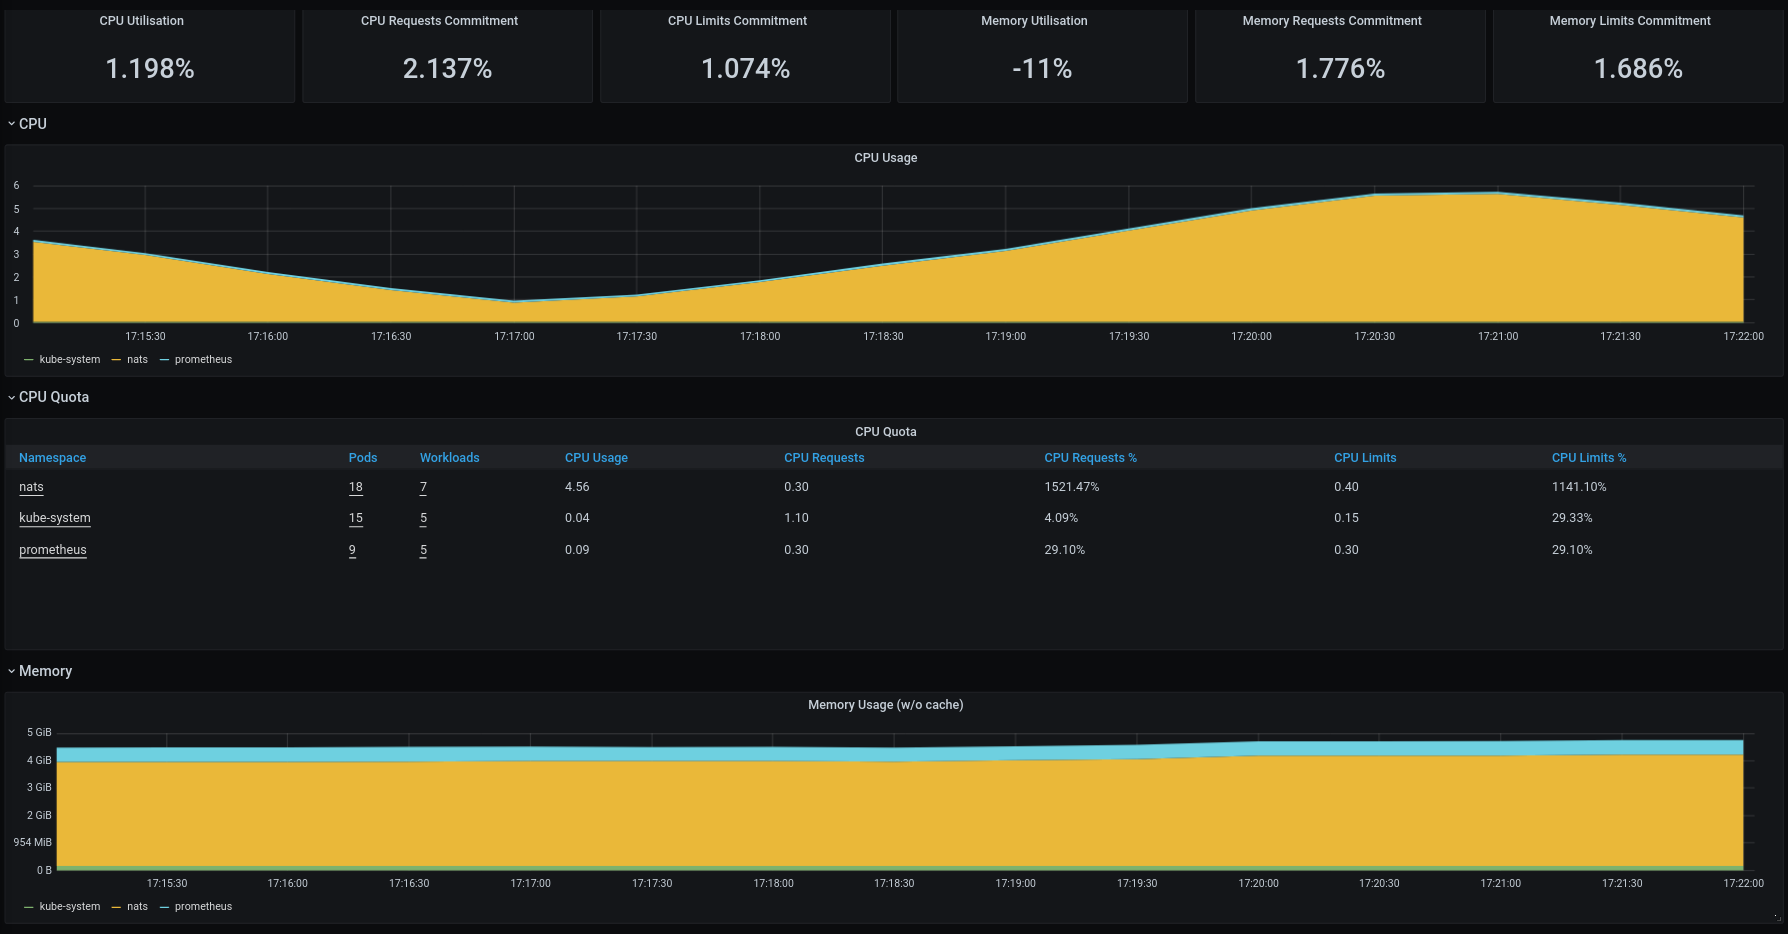 CPU Utilisation CPU Requests Commitment CPU Limits Commitment Memory Utilisation Memory Requests Commitment Memory Limits Commitment
1.198% 2.137% 1.074% -11% 1.776% 1.686%
CPU
CPU Usage
6
5
4
3
2
1
0
17:15:30 17:16:00 17:16:30 17:17:00 17:17:30 17:18:00 17:18:30 17:19:00 17:19:30 17:20:00 17:20:30 17:21:00 17:21:30 17:22:00
kube-system nats prometheus
CPU Quota
CPU Quota
Namespace Pods Workloads CPU Usage CPU Requests CPU Requests % CPU Limits CPU Limits %
nats 18 7 4.56 0.30 1521.47% 0.40 1141.10%
kube-system 15 5 0.04 1.10 4.09% 0.15 29.33%
prometheus 9 5 0.09 0.30 29.10% 0.30 29.10%
Memory
Memory Usage (w/o cache)
5 GiB
4 GiB
3 GiB
2 GiB
954 MiB
0 B
17:15:30 17:16:00 17:16:30 17:17:00 17:17:30 17:18:00 17:18:30 17:19:00 17:19:30 17:20:00 17:20:30 17:21:00 17:21:30 17:22:00
kube-system nats prometheus